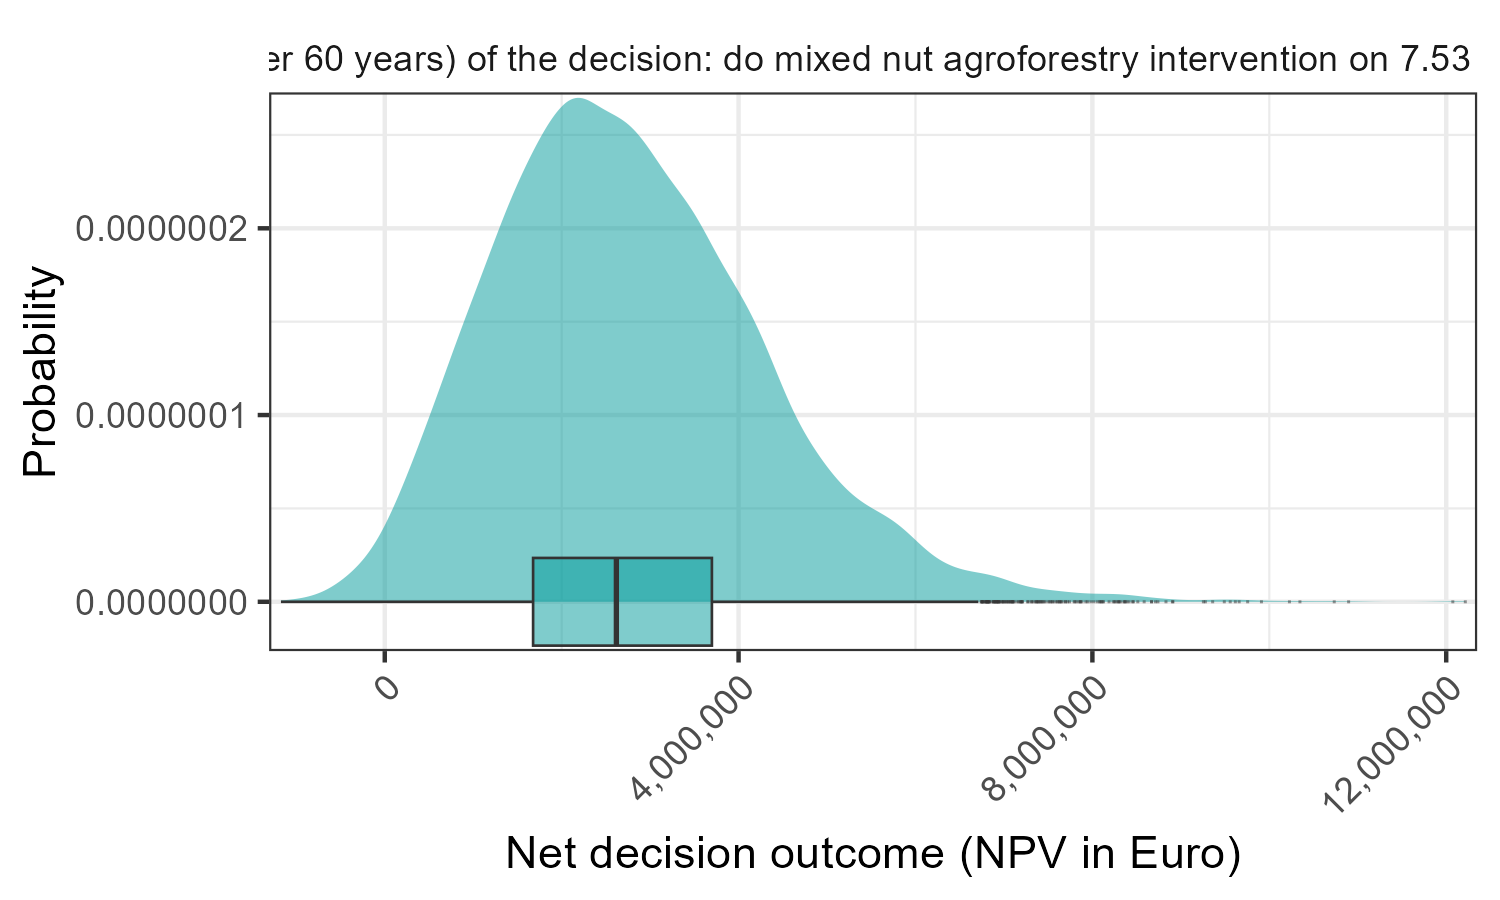 er 60 years) of the decision: do mixed nut agroforestry intervention on 7.53
Probability
0.0000002
0.0000001
0.0000000
0
4,000,000
8,000,000
12,000,000
Net decision outcome (NPV in Euro)